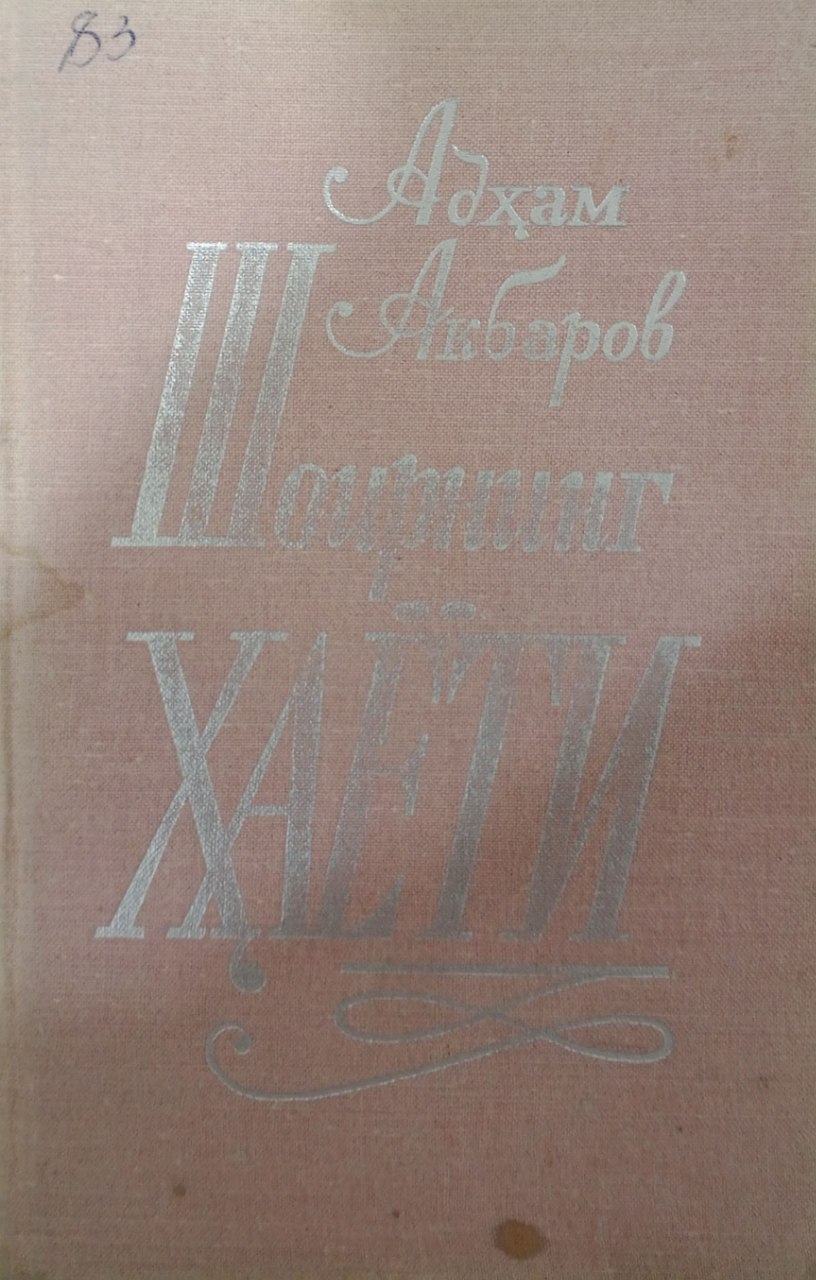 83
Адҳам
Акбаров
Шоирнинг
ҲАЁТИ